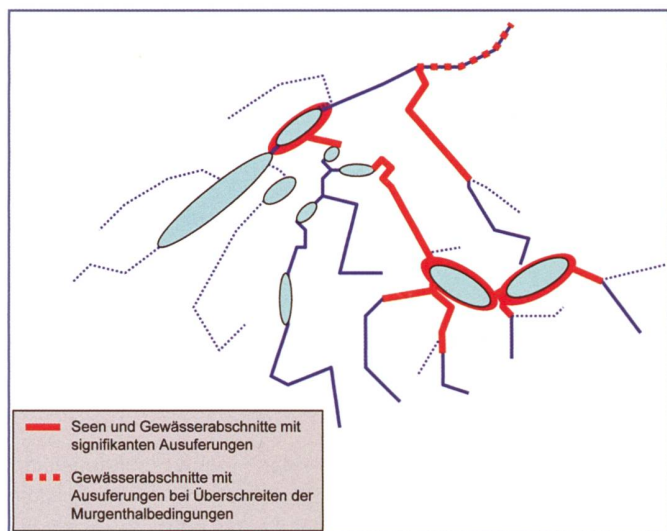 Seen und Gewässerabschnitte mit
signifikanten Ausuferungen
Gewässerabschnitte mit
Ausuferungen bei Überschreiten der
Murgenthalbedingungen